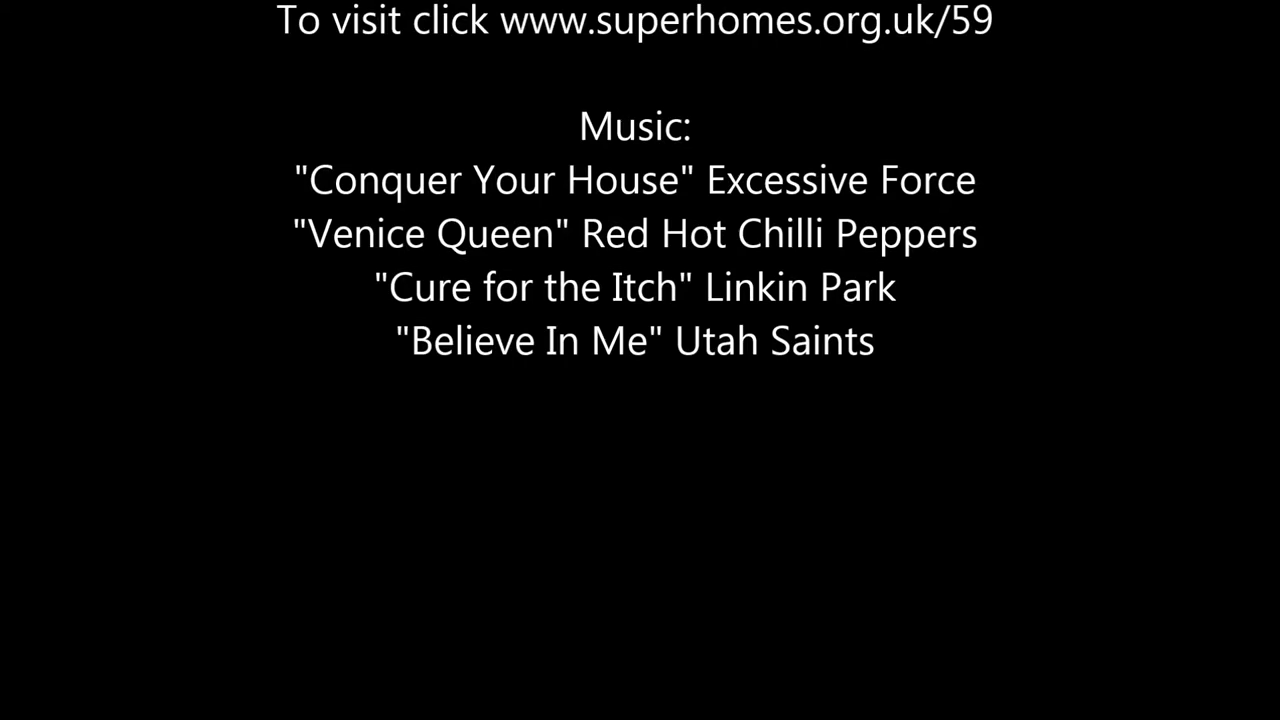 To visit click www.superhomes.org.uk/59
Music:
"Conquer Your House" Excessive Force
"Venice Queen" Red Hot Chilli Peppers
"Cure for the Itch" Linkin Park
"Believe In Me" Utah Saints